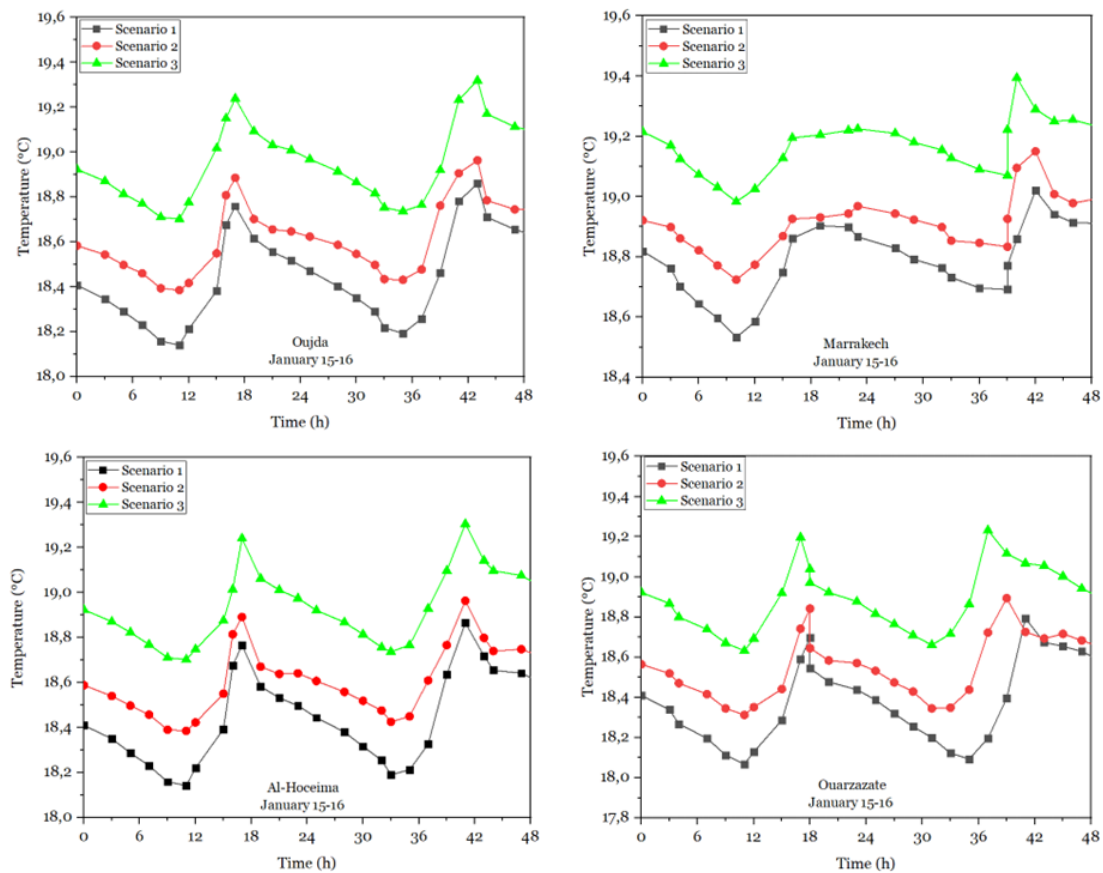 19,6
19,4
19,2
19,0
18,8
18,6
18,4
18,2
18,0
Temperature (°C)
Scenario 1
Scenario 2
Scenario 3
Oujda
January 15-16
0 6 12 18 24 30 36 42 48
Time (h)
19,6
19,4
19,2
19,0
18,8
18,6
18,4
Temperature (°C)
Scenario 1
Scenario 2
Scenario 3
Marrakech
January 15-16
0 6 12 18 24 30 36 42 48
Time (h)
19,6
19,4
19,2
19,0
18,8
18,6
18,4
18,2
18,0
Temperature (°C)
Scenario 1
Scenario 2
Scenario 3
Al-Hoceima
January 15-16
0 6 12 18 24 30 36 42 48
Time (h)
19,6
19,4
19,2
19,0
18,8
18,6
18,4
18,2
18,0
17,8
Temperature (°C)
Scenario 1
Scenario 2
Scenario 3
Ouarzazate
January 15-16
0 6 12 18 24 30 36 42 48
Time (h)